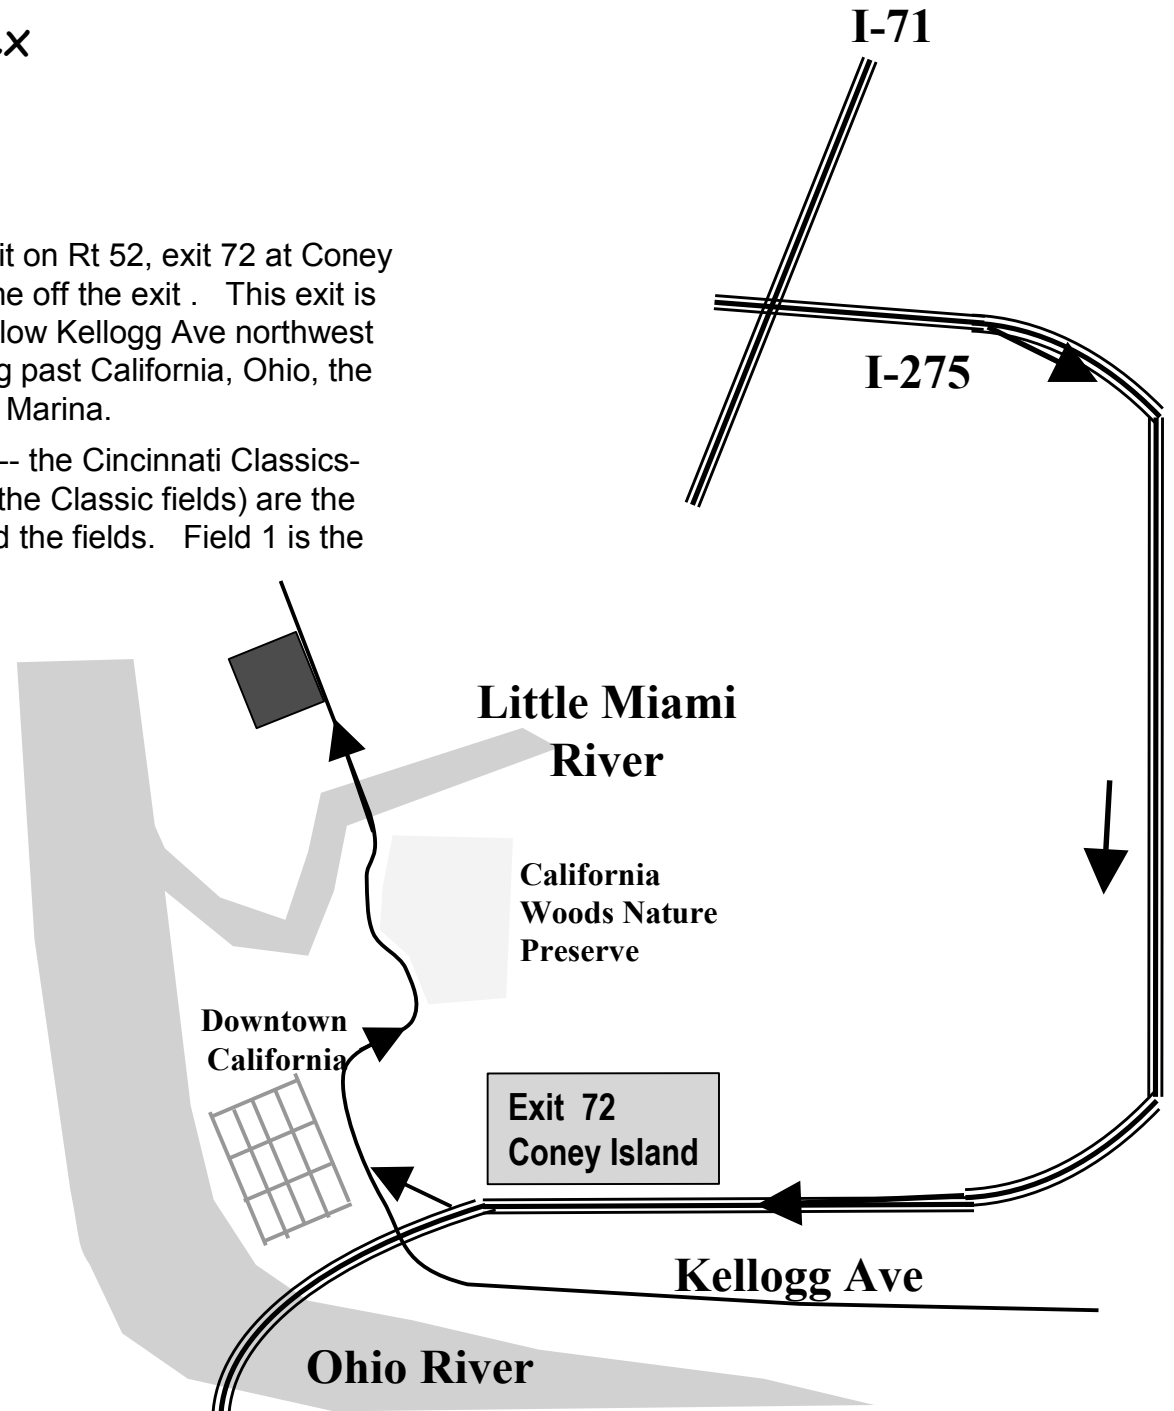 I-71
it on Rt 52, exit 72 at Coney
ne off the exit . This exit is
low Kellogg Ave northwest
g past California, Ohio, the
Marina.
-- the Cincinnati Classics-
the Classic fields) are the
d the fields. Field 1 is the
I-275
Little Miami
River
California
Woods Nature
Preserve
Downtown
California
Exit 72
Coney Island
Kellogg Ave
Ohio River